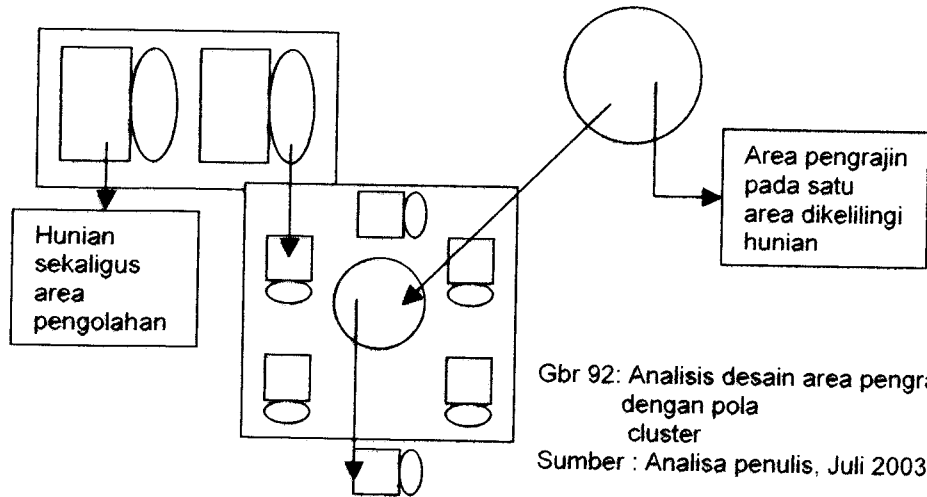 Hunian
sekaligus
area
pengolahan
Area pengrajin
pada satu
area dikelilingi
hunian
Gbr 92: Analisis desain area pengra
dengan pola
cluster
Sumber : Analisa penulis, Juli 2003